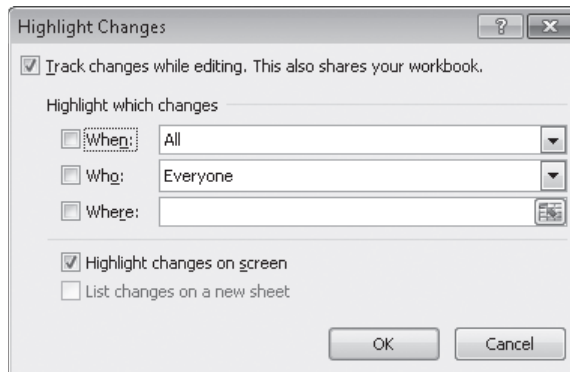 Highlight Changes
Track changes while editing. This also shares your workbook.
Highlight which changes
When: All
Who: Everyone
Where:
Highlight changes on screen
List changes on a new sheet
OK Cancel